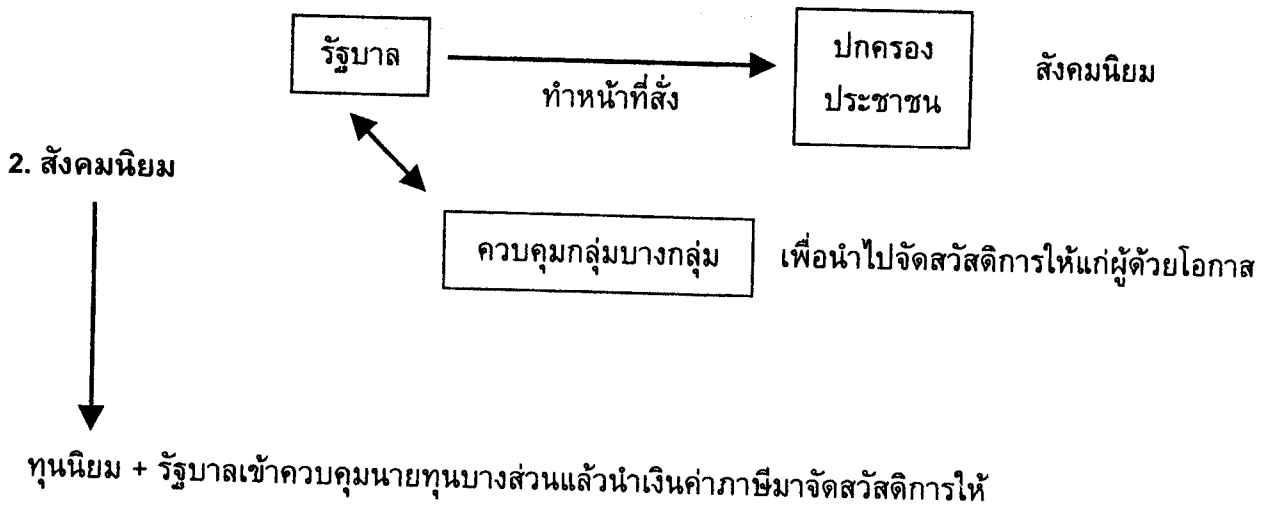 รัฐบาล
ทำหน้าที่สั่ง
ปกครอง
ประชาชน
สังคมนิยม
2. สังคมนิยม
ควบคุมกลุ่มบางกลุ่ม
เพื่อนำไปจัดสวัสดิการให้แก่ผู้ด้วยโอกาส
ทุนนิยม + รัฐบาลเข้าควบคุมนายทุนบางส่วนแล้วนำเงินค่าภาษีมาจัดสวัสดิการให้